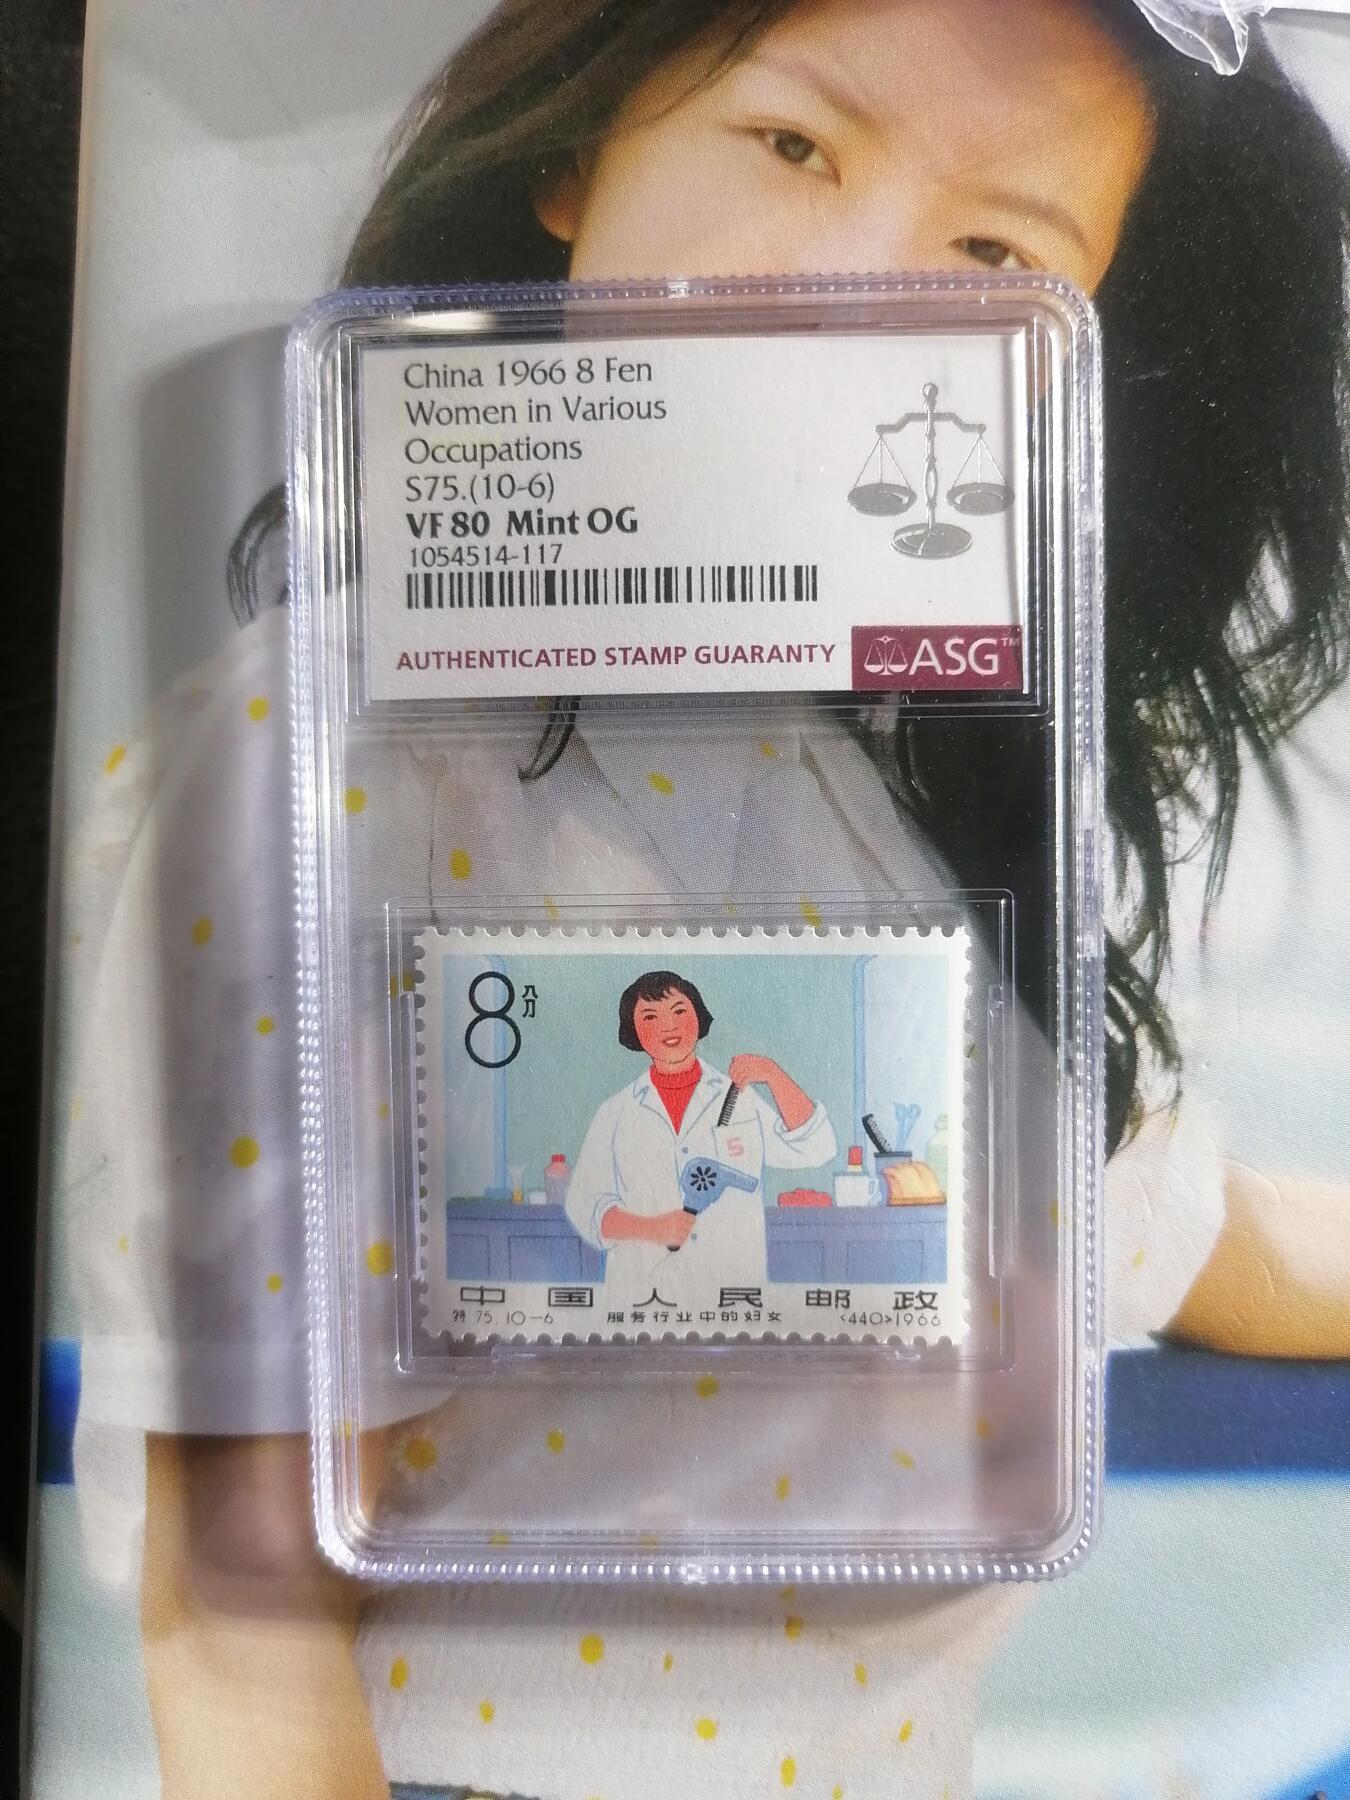 China 1966 8 Fen
Women in Various
Occupations
S75.(10-6)
VF 80 Mint OG
1054514-117
AUTHENTICATED STAMP GUARANTY
ASG™
8 八分
中国人民邮政
特75.10-6 服务行业中的妇女 <440>1966
S